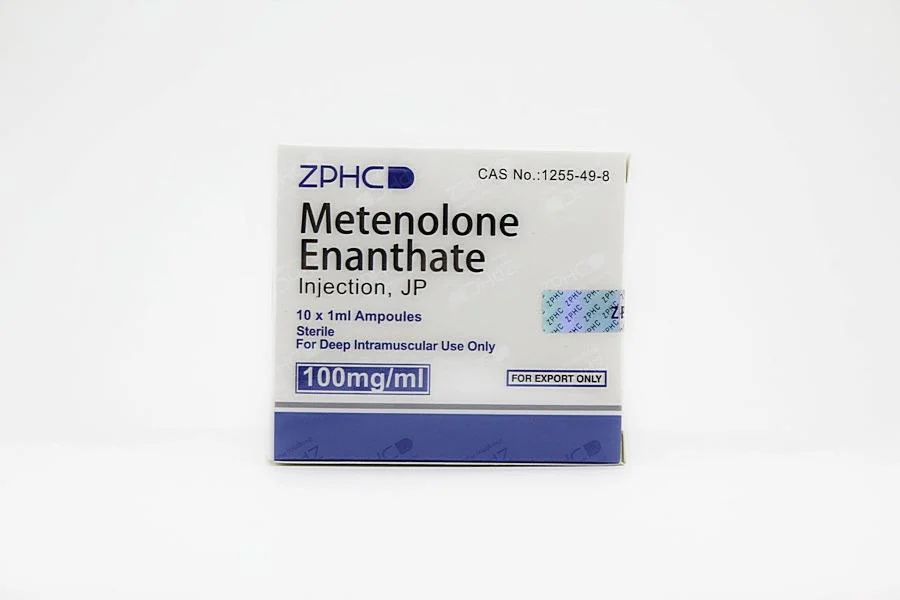 ZPHC
CAS No.:1255-49-8
Metenolone
Enanthate
Injection, JP
10 x 1ml Ampoules
Sterile
For Deep Intramuscular Use Only
100mg/ml
FOR EXPORT ONLY